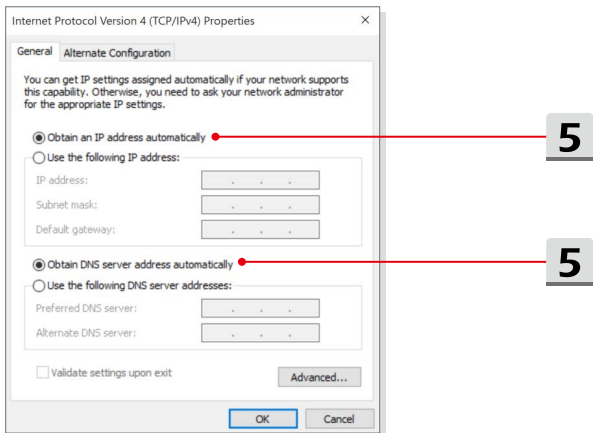 Internet Protocol Version 4 (TCP/IPv4) Properties
General Alternate Configuration
You can get IP settings assigned automatically if your network supports
this capability. Otherwise, you need to ask your network administrator
for the appropriate IP settings.
Obtain an IP address automatically
5
Use the following IP address:
IP address:
Subnet mask:
Default gateway:
Obtain DNS server address automatically
5
Use the following DNS server addresses:
Preferred DNS server:
Alternate DNS server:
Validate settings upon exit
Advanced...
OK Cancel